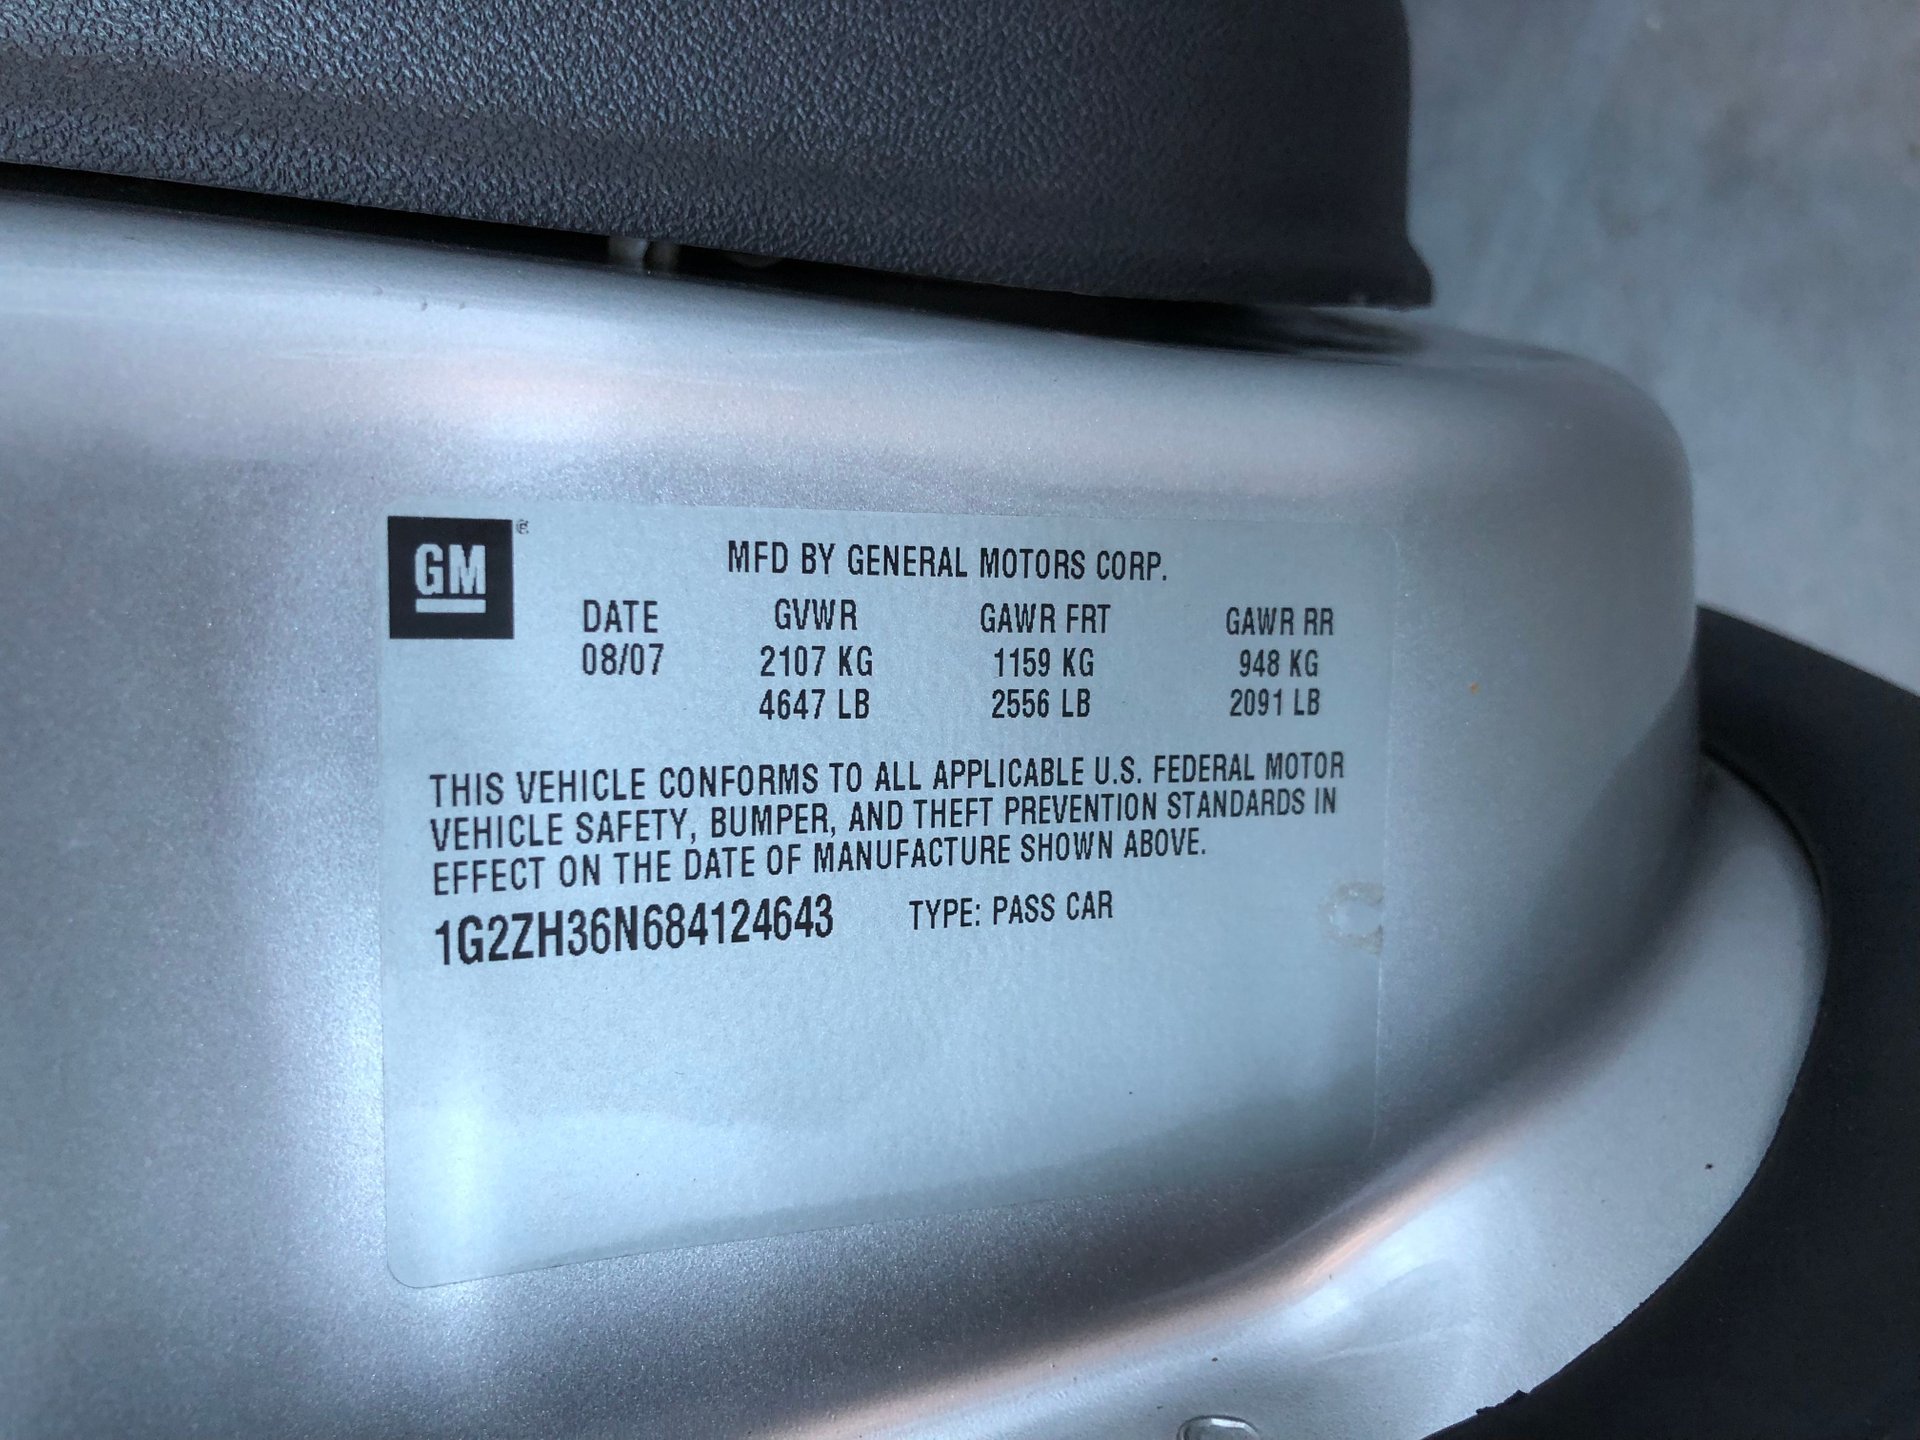 GM ®
MFD BY GENERAL MOTORS CORP.
DATE GVWR GAWR FRT GAWR RR
08/07 2107 KG 1159 KG 948 KG
4647 LB 2556 LB 2091 LB
THIS VEHICLE CONFORMS TO ALL APPLICABLE U.S. FEDERAL MOTOR
VEHICLE SAFETY, BUMPER, AND THEFT PREVENTION STANDARDS IN
EFFECT ON THE DATE OF MANUFACTURE SHOWN ABOVE.
1G2ZH36N684124643 TYPE: PASS CAR